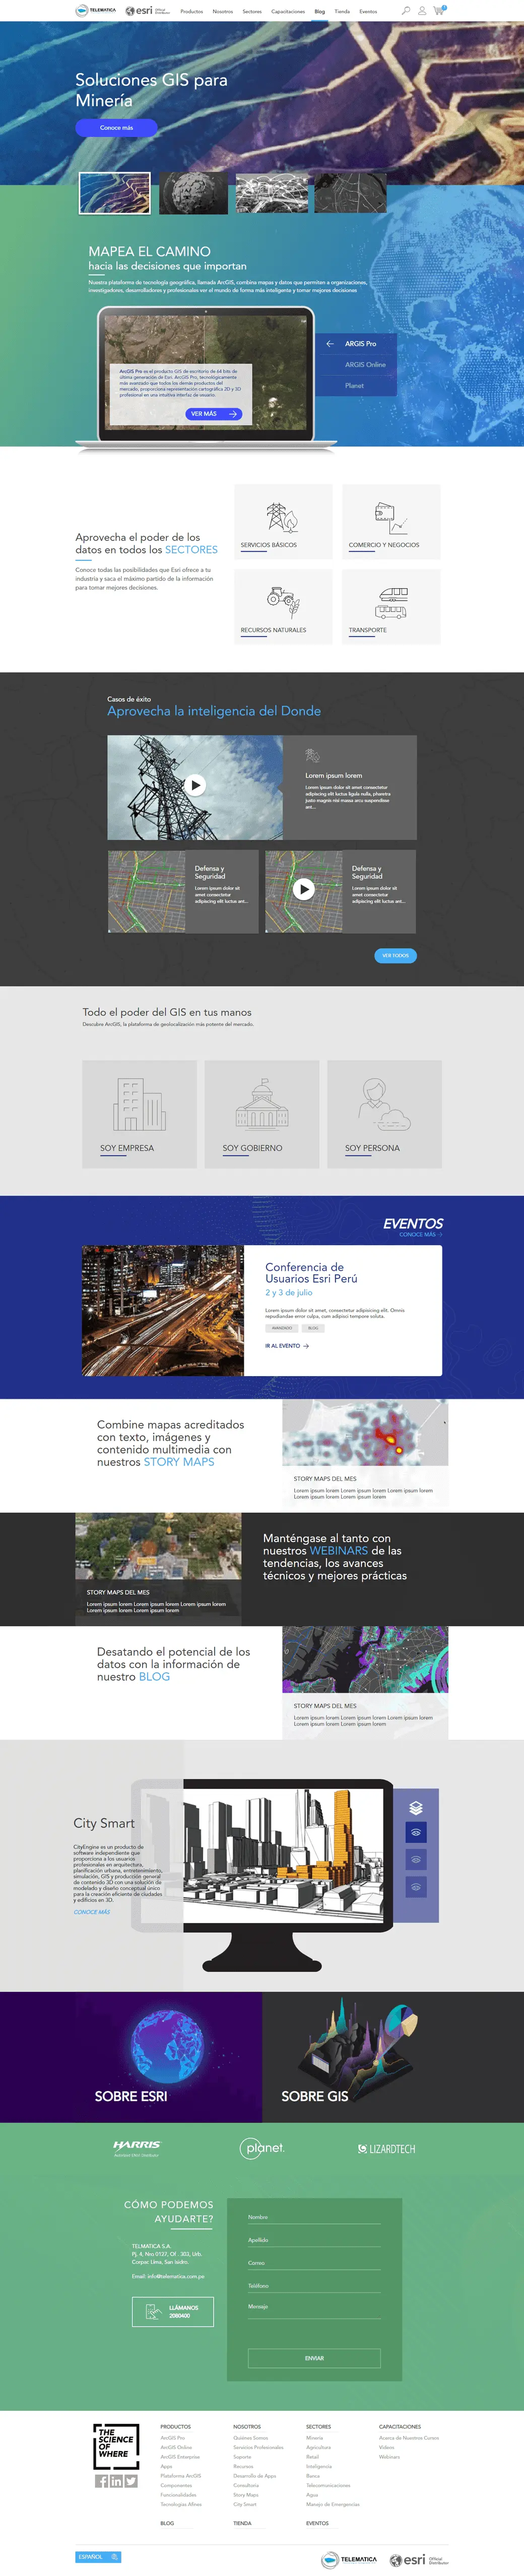 TELEMATICA
esri Official Distributor
Productos Nosotros Sectores Capacitaciones Blog Tienda Eventos
Soluciones GIS para
Minería
Conoce más
MAPEA EL CAMINO
hacia las decisiones que importan
Nuestra plataforma de tecnología geográfica, llamada ArcGIS, combina mapas y datos que permiten a organizaciones,
investigadores, desarrolladores y profesionales ver el mundo de forma más inteligente y tomar mejores decisiones
ArcGIS Pro es el producto GIS de escritorio de 64 bits de
última generación de Esri. ArcGIS Pro, tecnológicamente
más avanzado que todos los demás productos del
mercado, proporciona representación cartográfica 2D y 3D
profesional en una intuitiva interfaz de usuario.
VER MÁS
ARGIS Pro
ARGIS Online
Planet
Aprovecha el poder de los
datos en todos los SECTORES
Conoce todas las posibilidades que Esri ofrece a tu
industria y saca el máximo partido de la información
para tomar mejores decisiones.
SERVICIOS BÁSICOS
COMERCIO Y NEGOCIOS
RECURSOS NATURALES
TRANSPORTE
Casos de éxito
Aprovecha la inteligencia del Donde
Lorem ipsum lorem
Lorem ipsum dolor sit amet consectetur
adipiscing elit luctus ligula nulla, pharetra
justo magnis nisi massa arcu suspendisse
ant...
Defensa y
Seguridad
Lorem ipsum dolor sit
amet consectetur
adipiscing elit luctus ant...
Defensa y
Seguridad
Lorem ipsum dolor sit
amet consectetur
adipiscing elit luctus ant...
VER TODOS
Todo el poder del GIS en tus manos
Descubre ArcGIS, la plataforma de geolocalización más potente del mercado.
SOY EMPRESA
SOY GOBIERNO
SOY PERSONA
EVENTOS
CONOCE MÁS
Conferencia de
Usuarios Esri Perú
2 y 3 de julio
Lorem ipsum dolor sit amet, consectetur adipisicing elit. Omnis
repudiandae error culpa, cum adipisci tempore soluta.
AVANZADO BLOG
IR AL EVENTO
Combine mapas acreditados
con texto, imágenes y
contenido multimedia con
nuestros STORY MAPS
STORY MAPS DEL MES
Lorem ipsum lorem Lorem ipsum lorem Lorem ipsum lorem
Lorem ipsum lorem Lorem ipsum lorem
STORY MAPS DEL MES
Lorem ipsum lorem Lorem ipsum lorem Lorem ipsum lorem
Lorem ipsum lorem Lorem ipsum lorem
Manténgase al tanto con
nuestros WEBINARS de las
tendencias, los avances
técnicos y mejores prácticas
Desatando el potencial de los
datos con la información de
nuestro BLOG
STORY MAPS DEL MES
Lorem ipsum lorem Lorem ipsum lorem Lorem ipsum lorem
Lorem ipsum lorem Lorem ipsum lorem
City Smart
CityEngine es un producto de
software independiente que
proporciona a los usuarios
profesionales en arquitectura,
planificación urbana, entretenimiento,
simulación, GIS y producción general
de contenido 3D con una solución de
modelado y diseño conceptual único
para la creación eficiente de ciudades
y edificios en 3D.
CONOCE MÁS
SOBRE ESRI
SOBRE GIS
HARRIS
planet.
LIZARDTECH
CÓMO PODEMOS
AYUDARTE?
TELMATICA S.A.
Corpac Lima, San Isidro.
Email: info@telematica.com.pe
LLÁMANOS
2080400
Nombre
Apellido
Correo
Teléfono
Mensaje
ENVIAR
THE
SCIENCE
OF
WHERE
PRODUCTOS
ArcGIS Pro
ArcGIS Online
ArcGIS Enterprise
Apps
Plataforma ArcGIS
Componentes
Funcionalidades
Tecnologías Afines
BLOG
NOSOTROS
Quiénes Somos
Servicios Profesionales
Soporte
Recursos
Desarrollo de Apps
Consultoría
Story Maps
City Smart
TIENDA
SECTORES
Minería
Agricultura
Retail
Inteligencia
Banca
Telecomunicaciones
Agua
Manejo de Emergencias
EVENTOS
CAPACITACIONES
Acerca de Nuestros Cursos
Videos
Webinars
ESPAÑOL
TELEMATICA
esri Official Distributor